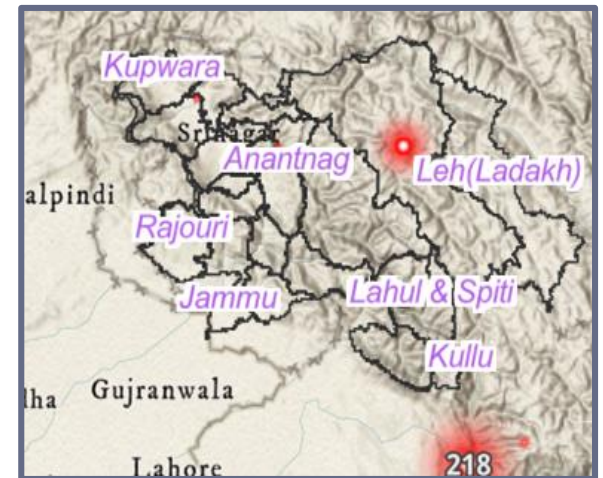 Kupwara
Srinagar
Anantnag
Leh(Ladakh)
alpindi
Rajouri
Jammu
Lahul & Spiti
Kullu
lha
Gujranwala
Lahore
218